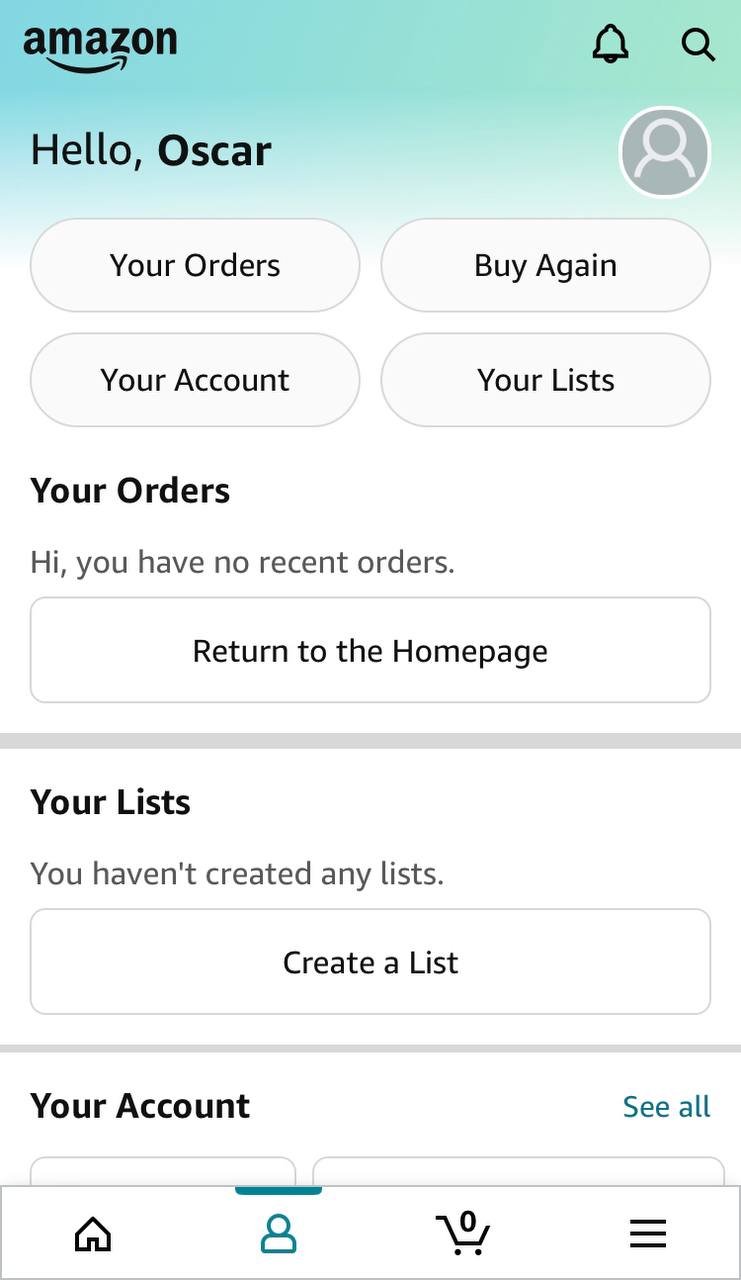 amazon
Hello, Oscar
Your Orders
Buy Again
Your Account
Your Lists
Your Orders
Hi, you have no recent orders.
Return to the Homepage
Your Lists
You haven't created any lists.
Create a List
Your Account
See all
0